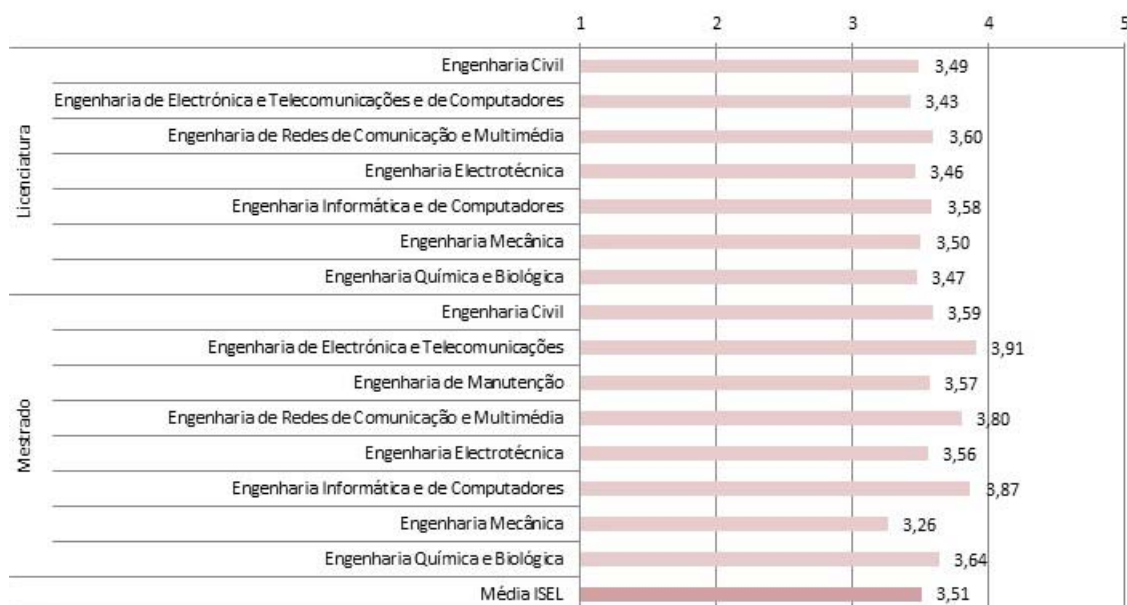 1 2 3 4 5
Licenciatura
Engenharia Civil 3,49
Engenharia de Electrónica e Telecomunicações e de Computadores 3,43
Engenharia de Redes de Comunicação e Multimédia 3,60
Engenharia Electrotécnica 3,46
Engenharia Informática e de Computadores 3,58
Engenharia Mecânica 3,50
Engenharia Química e Biológica 3,47
Mestrado
Engenharia Civil 3,59
Engenharia de Electrónica e Telecomunicações 3,91
Engenharia de Manutenção 3,57
Engenharia de Redes de Comunicação e Multimédia 3,80
Engenharia Electrotécnica 3,56
Engenharia Informática e de Computadores 3,87
Engenharia Mecânica 3,26
Engenharia Química e Biológica 3,64
Média ISEL 3,51